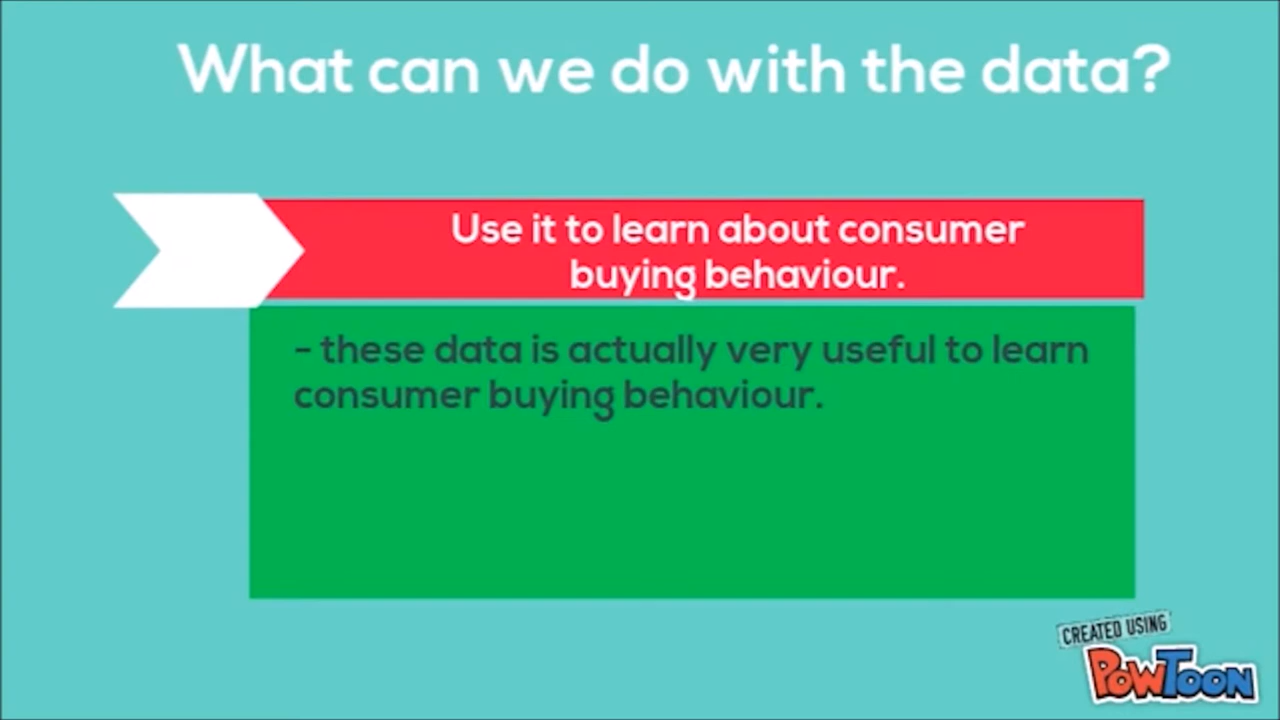 What can we do with the data?
Use it to learn about consumer
buying behaviour.
- these data is actually very useful to learn
consumer buying behaviour.
CREATED USING
POWTOON